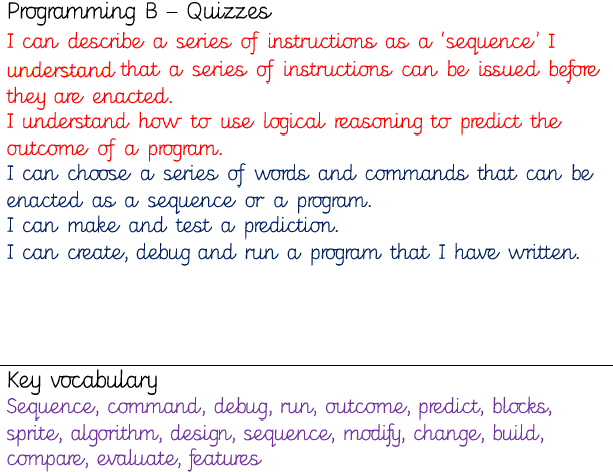 Programming B – Quizzes
I can describe a series of instructions as a ‘sequence’ I
understand that a series of instructions can be issued before
they are enacted.
I understand how to use logical reasoning to predict the
outcome of a program.
I can choose a series of words and commands that can be
enacted as a sequence or a program.
I can make and test a prediction.
I can create, debug and run a program that I have written.
Key vocabulary
Sequence, command, debug, run, outcome, predict, blocks,
sprite, algorithm, design, sequence, modify, change, build,
compare, evaluate, features